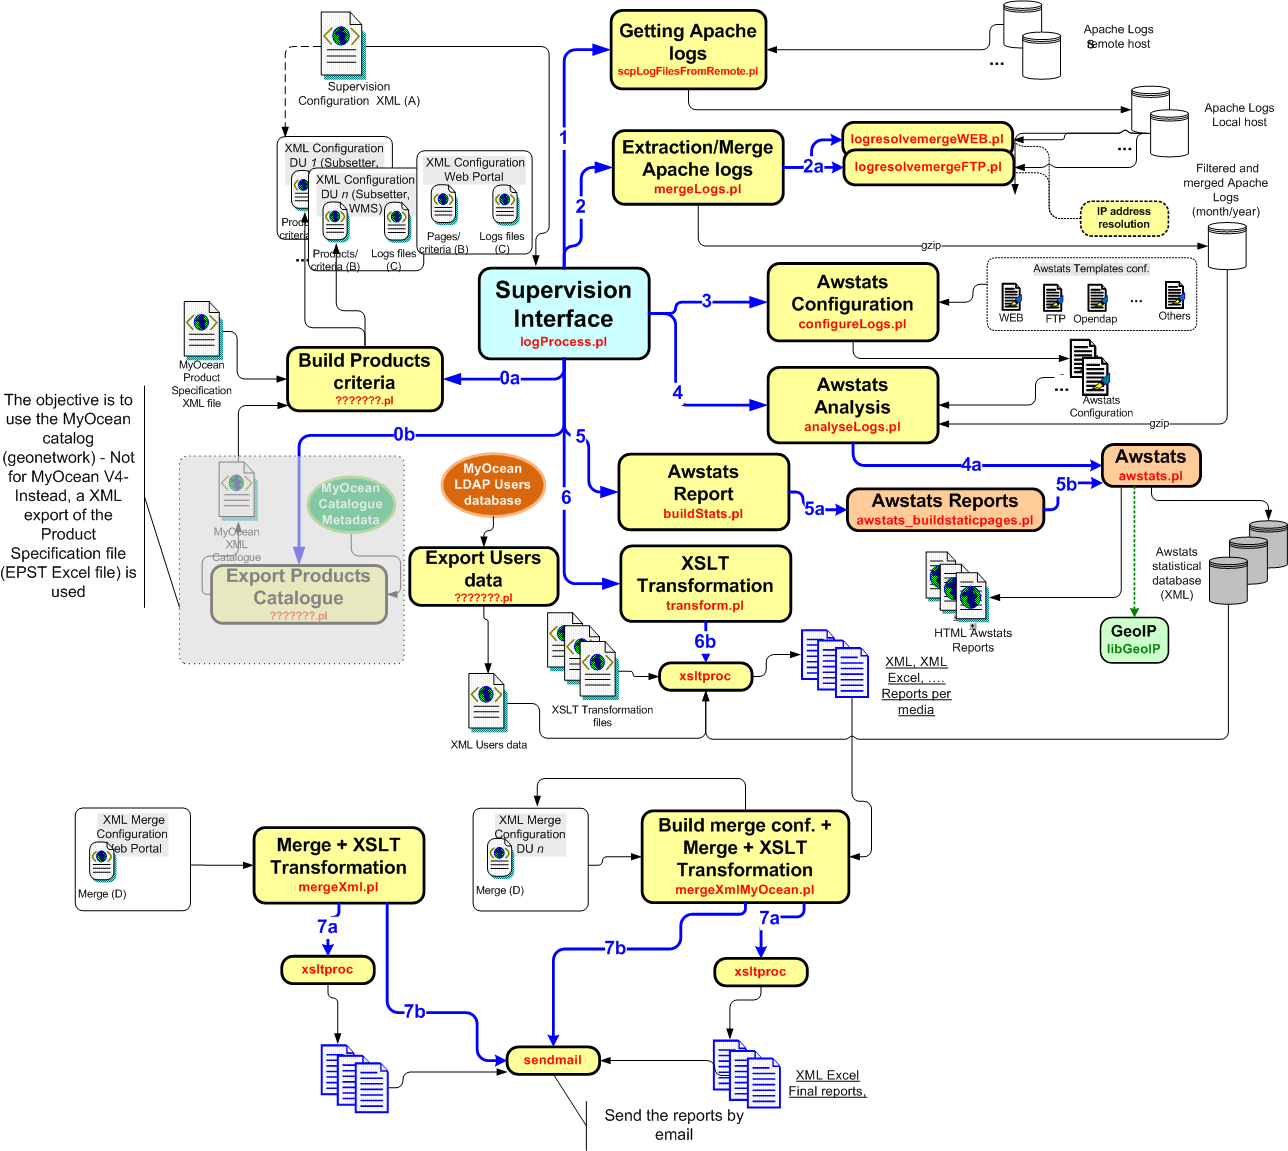 Supervision
Configuration  XML (A)
Getting Apache
logs
scpLogFilesFromRemote.pl
Apache Logs
remote host
...
Apache Logs
Local host
...
1
Extraction/Merge
Apache logs
mergeLogs.pl
2
2a
logresolvemergeWEB.pl
logresolvemergeFTP.pl
IP address
resolution
Filtered and
merged Apache
Logs
(month/year)
gzip
XML Configuration
DU 1 (Subsetter,
XML Configuration
DU n (Subsetter,
WMS)
Products/
criteria (B)
Logs files
(C)
...
XML Configuration
Web Portal
Pages/
criteria (B)
Logs files
(C)
Supervision
Interface
logProcess.pl
3
Awstats
Configuration
configureLogs.pl
Awstats Templates conf.
WEB
FTP
Opendap
...
Others
4
Awstats
Analysis
analyseLogs.pl
...
Awstats
Configuration
gzip
MyOcean
Product
Specification
XML file
Build Products
criteria
???????.pl
0a
0b
The objective is to
use the MyOcean
catalog
(geonetwork) - Not
for MyOcean V4-
Instead, a XML
export of the
Product
Specification file
(EPST Excel file) is
used
MyOcean
XML
Catalogue
MyOcean
Catalogue
Metadata
Export Products
Catalogue
???????.pl
MyOcean
LDAP Users
database
Export Users
data
???????.pl
XML Users data
5
6
Awstats
Report
buildStats.pl
5a
Awstats Reports
awstats_buildstaticpages.pl
5b
4a
Awstats
awstats.pl
XSLT
Transformation
transform.pl
6b
xsltproc
XSLT Transformation
files
XML, XML
Excel, ....
Reports per
media
HTML Awstats
Reports
GeoIP
libGeoIP
Awstats
statistical
database
(XML)
XML Merge
Configuration
Web Portal
Merge (D)
Merge + XSLT
Transformation
mergeXml.pl
7a
xsltproc
7b
XML Merge
Configuration
DU n
Merge (D)
Build merge conf. +
Merge + XSLT
Transformation
mergeXmlMyOcean.pl
7a
7b
xsltproc
sendmail
XML Excel
Final reports,
Send the reports by
email